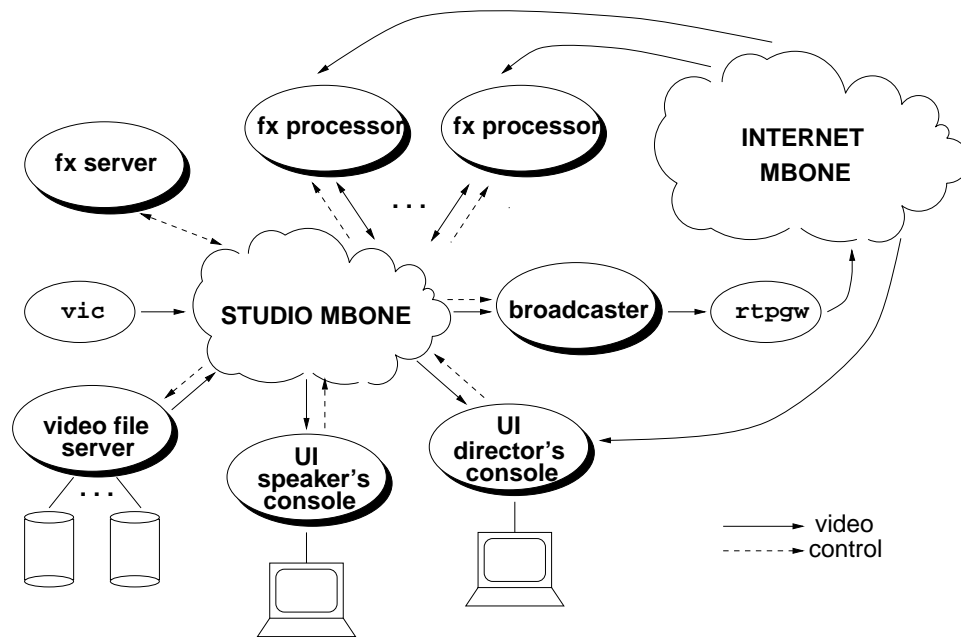 fx processor
fx processor
INTERNET
MBONE
fx server
. . .
vic
STUDIO MBONE
broadcaster
rtpgw
video file
server
. . .
UI
speaker's
console
UI
director's
console
video
control